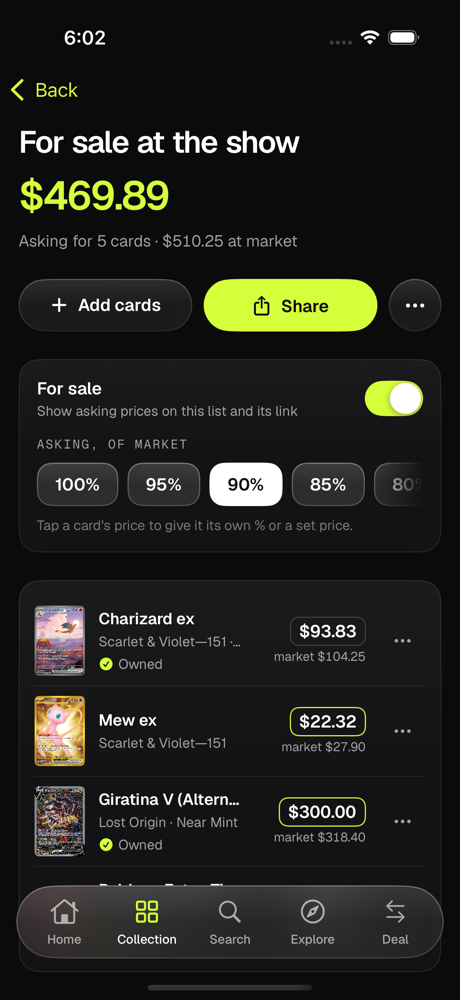 6:02
Back
For sale at the show
$469.89
Asking for 5 cards · $510.25 at market
+ Add cards
Share
For sale
Show asking prices on this list and its link
ASKING, OF MARKET
100%
95%
90%
85%
80%
Tap a card's price to give it its own % or a set price.
Charizard ex
$93.83
Scarlet & Violet—151 ·...
market $104.25
Owned
Mew ex
$22.32
Scarlet & Violet—151
market $27.90
Giratina V (Altern...
$300.00
Lost Origin · Near Mint
market $318.40
Owned
Home
Collection
Search
Explore
Deal